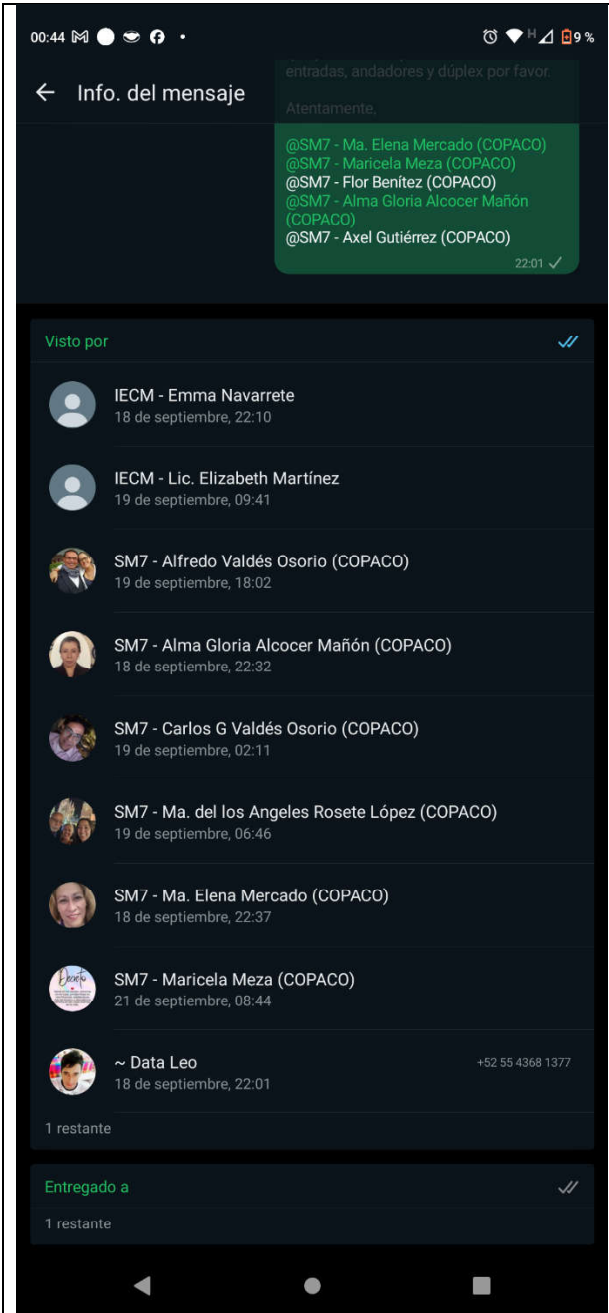 00:44
9 %
Info. del mensaje
entradas, andadores y dúplex por favor.
Atentamente,
@SM7 - Ma. Elena Mercado (COPACO)
@SM7 - Maricela Meza (COPACO)
@SM7 - Flor Benítez (COPACO)
@SM7 - Alma Gloria Alcocer Mañón
(COPACO)
@SM7 - Axel Gutiérrez (COPACO)
22:01
Visto por
IECM - Emma Navarrete
18 de septiembre, 22:10
IECM - Lic. Elizabeth Martínez
19 de septiembre, 09:41
SM7 - Alfredo Valdés Osorio (COPACO)
19 de septiembre, 18:02
SM7 - Alma Gloria Alcocer Mañón (COPACO)
18 de septiembre, 22:32
SM7 - Carlos G Valdés Osorio (COPACO)
19 de septiembre, 02:11
SM7 - Ma. del los Angeles Rosete López (COPACO)
19 de septiembre, 06:46
SM7 - Ma. Elena Mercado (COPACO)
18 de septiembre, 22:37
Decreto
SM7 - Maricela Meza (COPACO)
21 de septiembre, 08:44
~ Data Leo
+52 55 4368 1377
18 de septiembre, 22:01
1 restante
Entregado a
1 restante